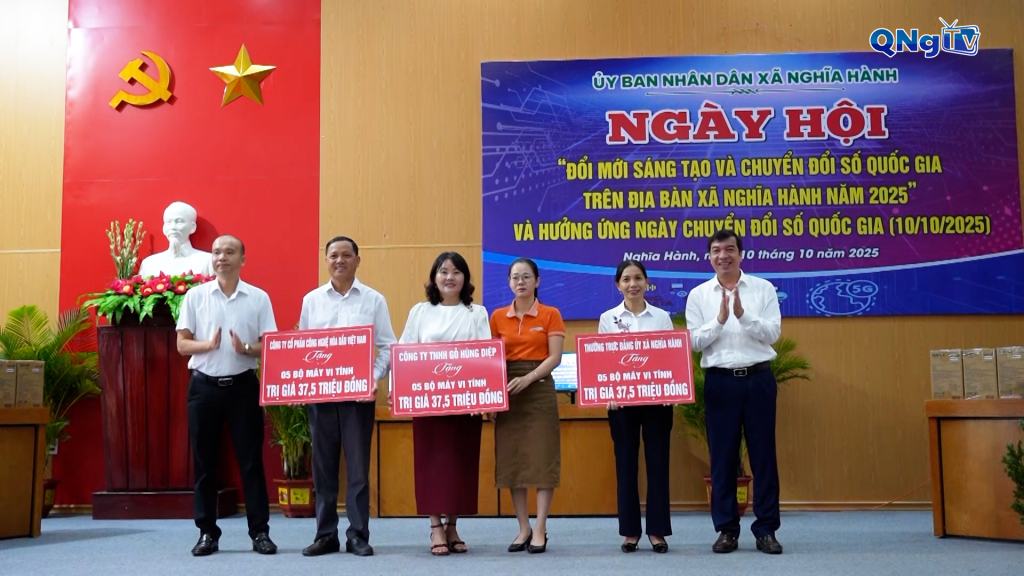 QNgTV
ỦY BAN NHÂN DÂN XÃ NGHĨA HÀNH
NGÀY HỘI
"ĐỔI MỚI SÁNG TẠO VÀ CHUYỂN ĐỔI SỐ QUỐC GIA
TRÊN ĐỊA BÀN XÃ NGHĨA HÀNH NĂM 2025"
VÀ HƯỞNG ỨNG NGÀY CHUYỂN ĐỔI SỐ QUỐC GIA (10/10/2025)
Nghĩa Hành, 10 tháng 10 năm 2025
5G
CÔNG TY CỔ PHẦN CÔNG NGHỆ HÒA BÌNH VIỆT NAM
Tặng
05 BỘ MÁY VI TÍNH
TRỊ GIÁ 37,5 TRIỆU ĐỒNG
CÔNG TY TNHH GỖ HÙNG DIỆP
Tặng
05 BỘ MÁY VI TÍNH
TRỊ GIÁ 37,5 TRIỆU ĐỒNG
THƯỜNG TRỰC ĐẢNG ỦY XÃ NGHĨA HÀNH
Tặng
05 BỘ MÁY VI TÍNH
TRỊ GIÁ 37,5 TRIỆU ĐỒNG